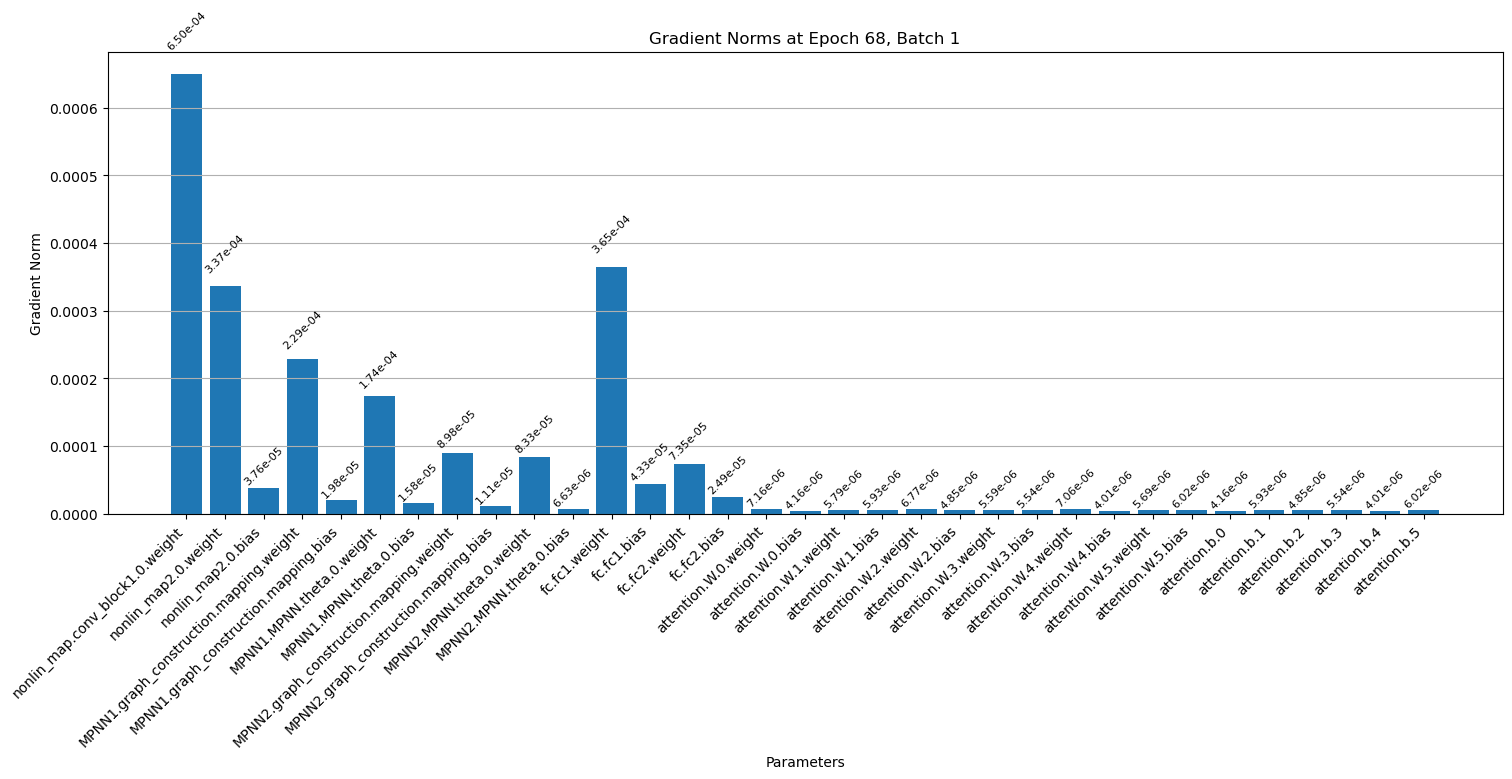 Gradient Norms at Epoch 68, Batch 1
Gradient Norm
0.0006
0.0005
0.0004
0.0003
0.0002
0.0001
0.0000
6.50e-04
3.37e-04
3.76e-05
2.29e-04
1.98e-05
1.74e-04
1.58e-05
8.98e-05
1.11e-05
8.33e-05
6.63e-06
3.65e-04
4.33e-05
7.35e-05
2.49e-05
7.16e-06
4.16e-06
5.79e-06
5.93e-06
6.77e-06
4.85e-06
5.59e-06
5.54e-06
7.06e-06
4.01e-06
5.69e-06
6.02e-06
4.16e-06
5.93e-06
4.85e-06
5.54e-06
4.01e-06
6.02e-06
nonlin_map.conv_block1.0.weight
nonlin_map2.0.weight
nonlin_map2.0.bias
MPNN1.graph_construction.mapping.weight
MPNN1.graph_construction.mapping.bias
MPNN1.MPNN.theta.0.weight
MPNN1.MPNN.theta.0.bias
MPNN2.graph_construction.mapping.weight
MPNN2.graph_construction.mapping.bias
MPNN2.MPNN.theta.0.weight
MPNN2.MPNN.theta.0.bias
fc.fc1.weight
fc.fc1.bias
fc.fc2.weight
fc.fc2.bias
attention.W.0.weight
attention.W.0.bias
attention.W.1.weight
attention.W.1.bias
attention.W.2.weight
attention.W.2.bias
attention.W.3.weight
attention.W.3.bias
attention.W.4.weight
attention.W.4.bias
attention.W.5.weight
attention.W.5.bias
attention.b.0
attention.b.1
attention.b.2
attention.b.3
attention.b.4
attention.b.5
Parameters